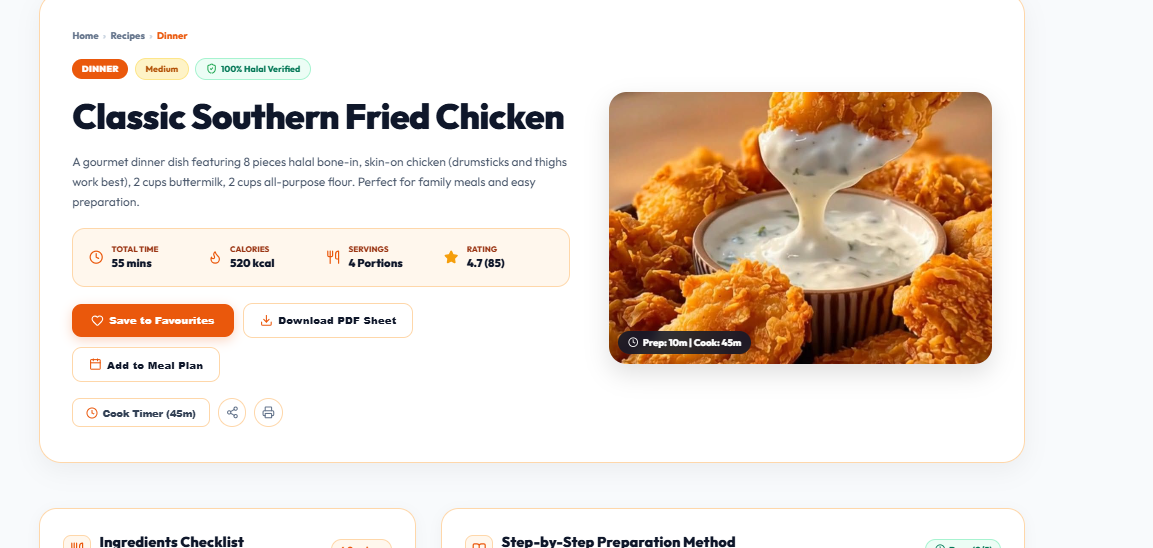 Home › Recipes › Dinner
DINNER Medium 100% Halal Verified
Classic Southern Fried Chicken
A gourmet dinner dish featuring 8 pieces halal bone-in, skin-on chicken (drumsticks and thighs
work best), 2 cups buttermilk, 2 cups all-purpose flour. Perfect for family meals and easy
preparation.
TOTAL TIME CALORIES SERVINGS RATING
55 mins 520 kcal 4 Portions 4.7 (85)
Save to Favourites Download PDF Sheet
Prep: 10m | Cook: 45m
Add to Meal Plan
Cook Timer (45m)
Ingredients Checklist Step-by-Step Preparation Method